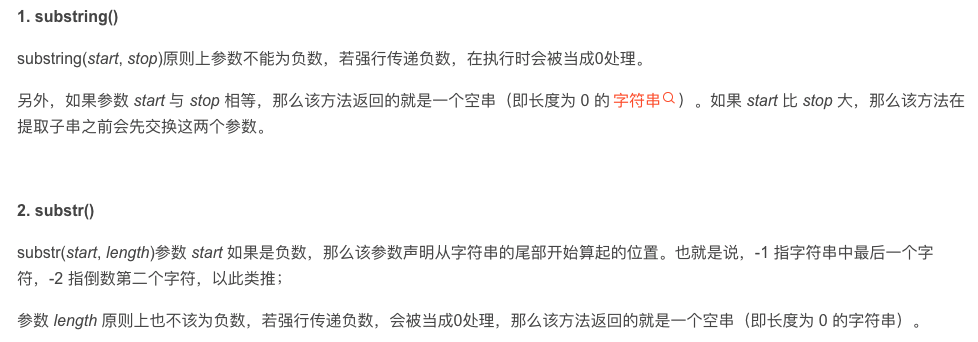 1. substring()
substring(start, stop)原则上参数不能为负数，若强行传递负数，在执行时会被当成0处理。
另外，如果参数 start 与 stop 相等，那么该方法返回的就是一个空串（即长度为 0 的 字符串）。如果 start 比 stop 大，那么该方法在
提取子串之前会先交换这两个参数。
2. substr()
substr(start, length)参数 start 如果是负数，那么该参数声明从字符串的尾部开始算起的位置。也就是说，-1 指字符串中最后一个字
符，-2 指倒数第二个字符，以此类推；
参数 length 原则上也不该为负数，若强行传递负数，会被当成0处理，那么该方法返回的就是一个空串（即长度为 0 的字符串）。